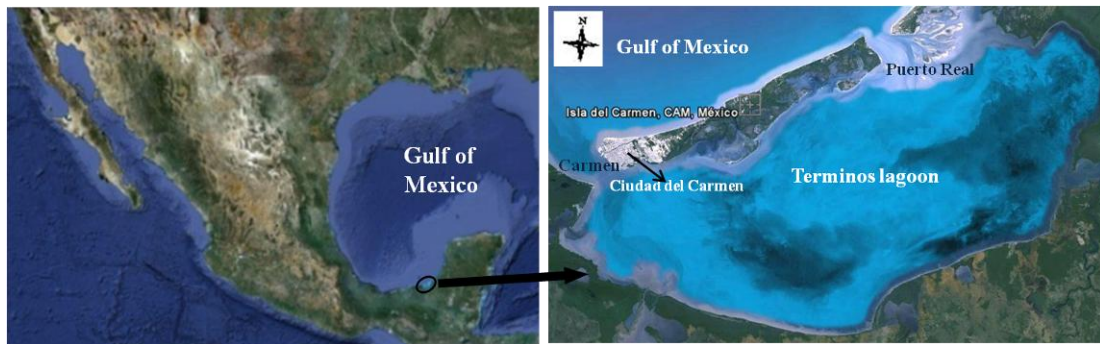 Gulf of
Mexico
N
Gulf of Mexico
Puerto Real
Isla del Carmen, CAM, México
Carmen
Ciudad del Carmen
Terminos lagoon